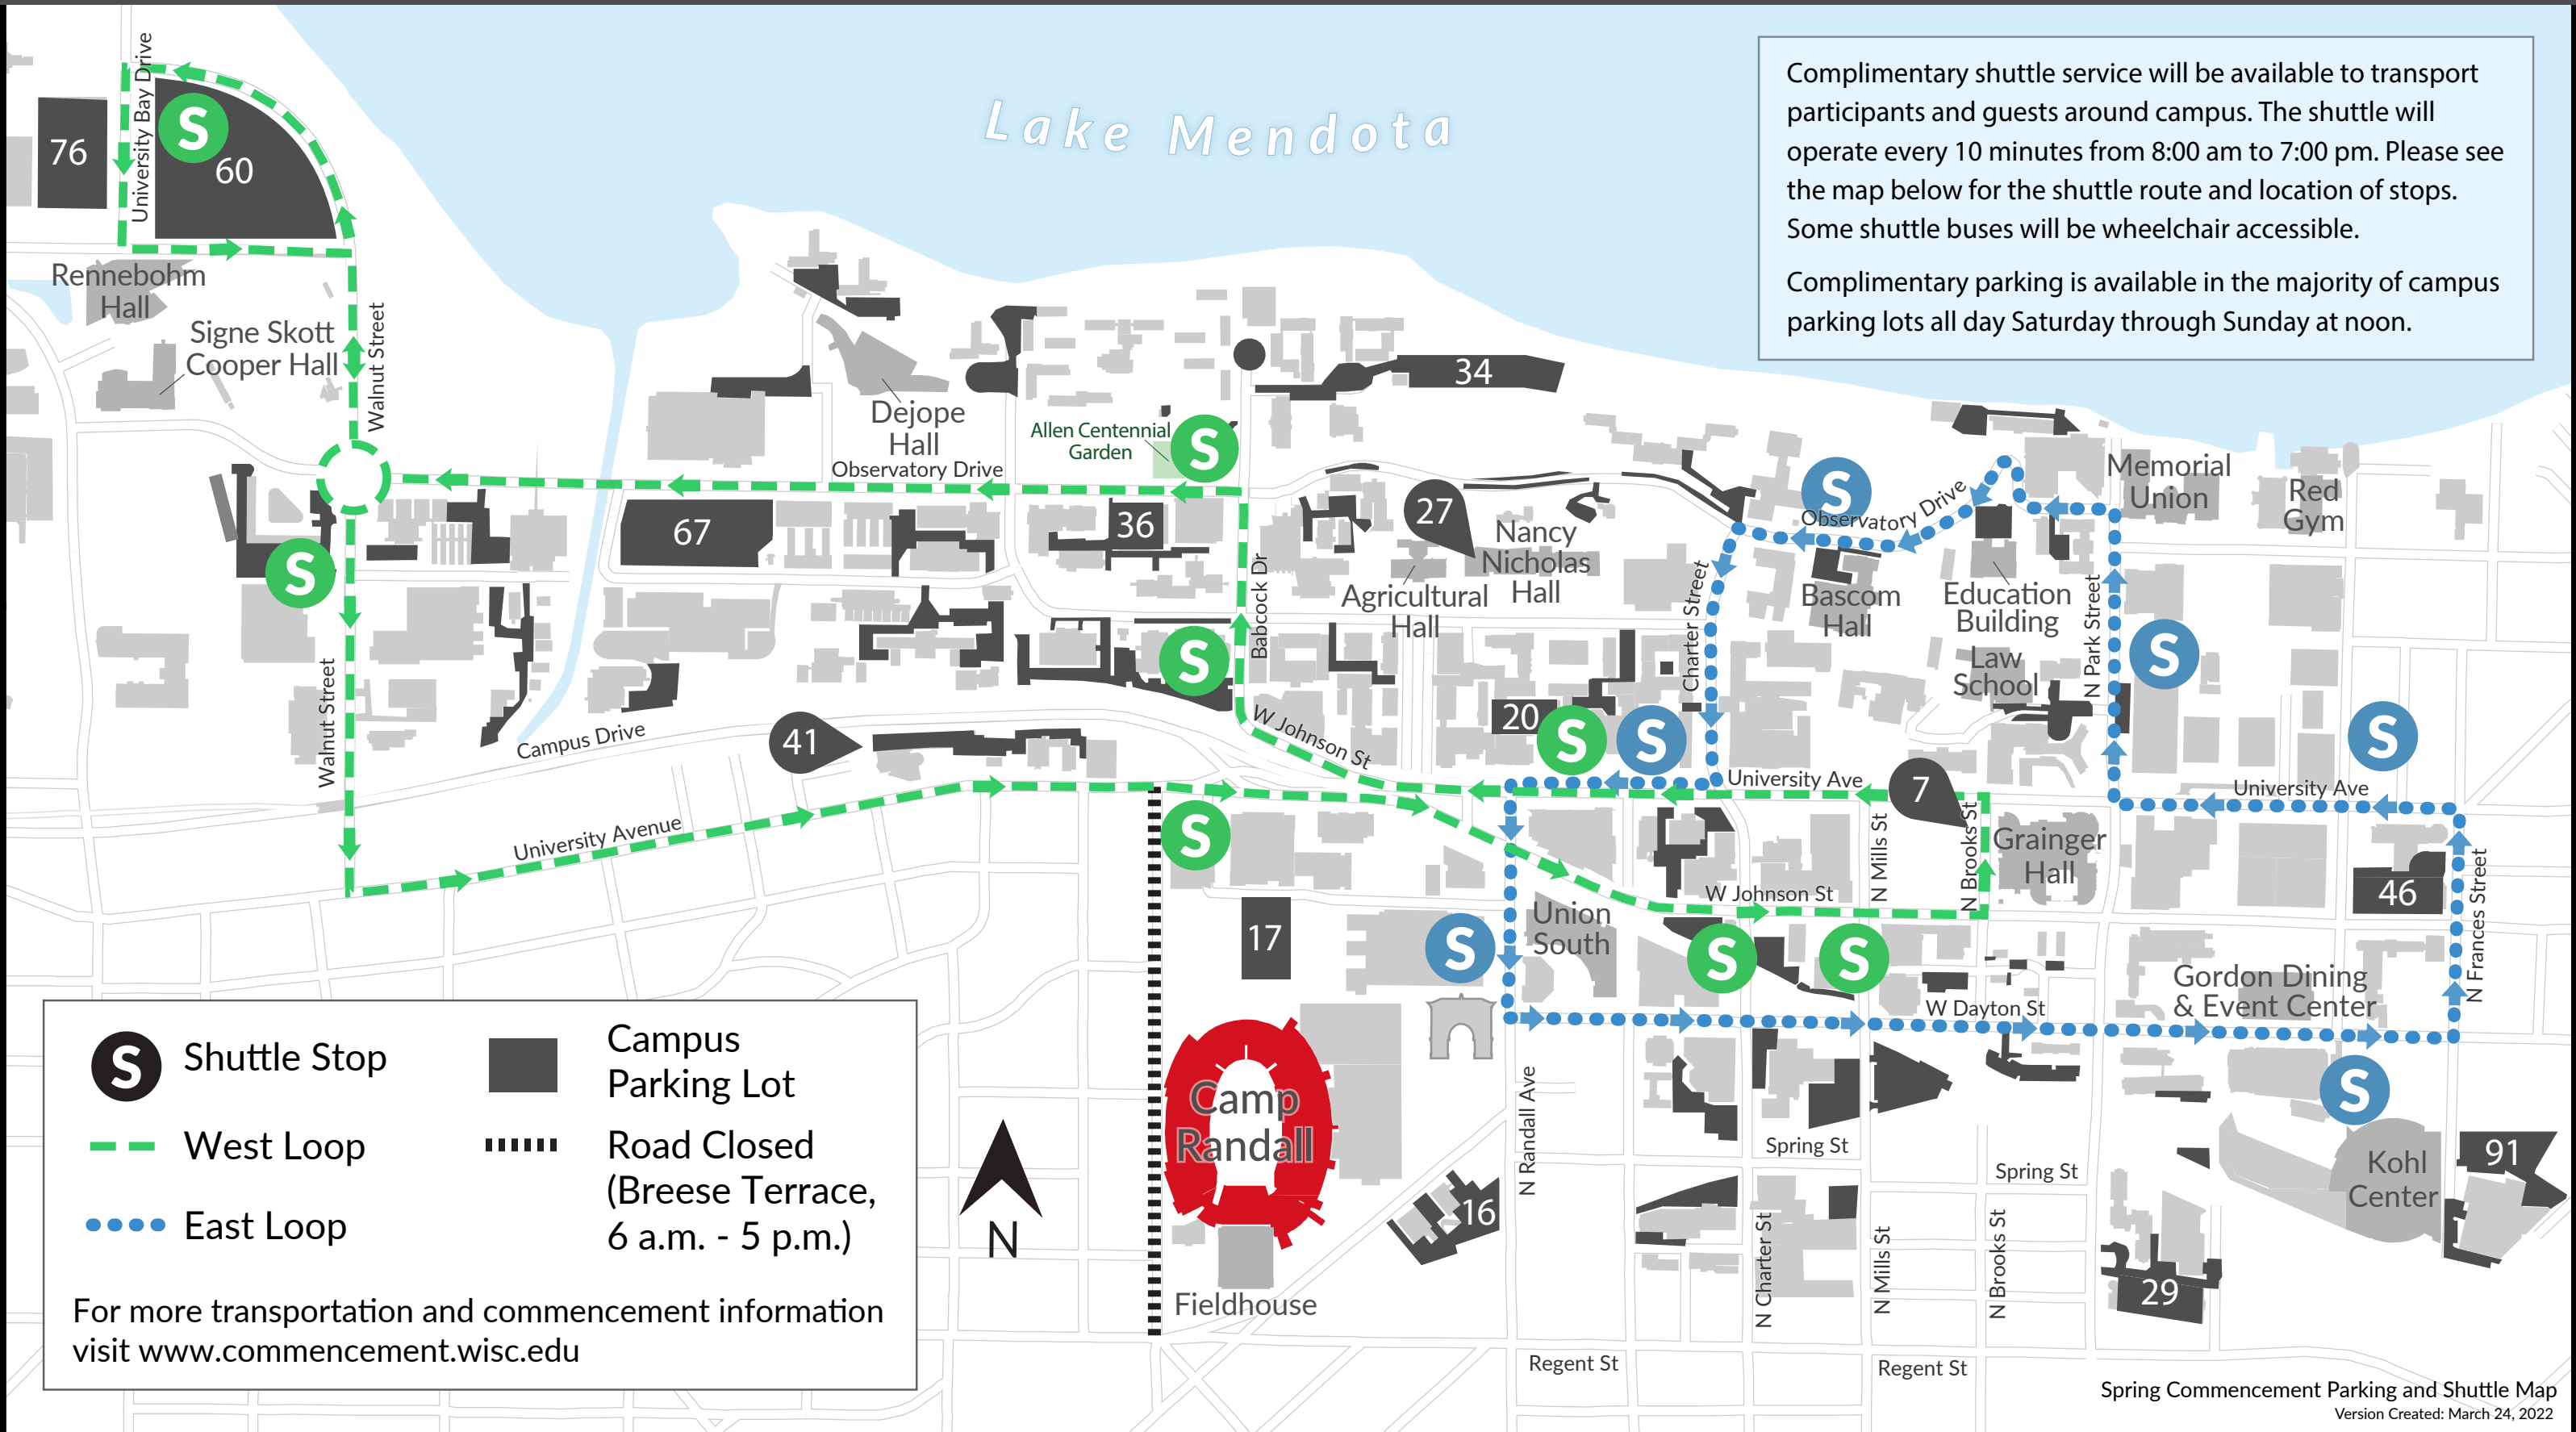 Complimentary shuttle service will be available to transport
participants and guests around campus. The shuttle will
operate every 10 minutes from 8:00 am to 7:00 pm. Please see
the map below for the shuttle route and location of stops.
Some shuttle buses will be wheelchair accessible.
Complimentary parking is available in the majority of campus
parking lots all day Saturday through Sunday at noon.
Lake Mendota
University Bay Drive
76
S
60
Rennebohm
Hall
Signe Skott
Cooper Hall
Walnut Street
Dejope
Hall
Observatory Drive
Allen Centennial
Garden
S
34
67
36
27
Nancy
Nicholas
Hall
Agricultural
Hall
Babcock Dr
S
S
Walnut Street
Campus Drive
41
University Avenue
W Johnson St
20
S
S
Charter Street
S
Observatory Drive
Bascom
Hall
Education
Building
Law
School
Memorial
Union
Red
Gym
N Park Street
S
S
University Ave
7
University Ave
N Mills St
N Brooks St
Grainger
Hall
46
N Frances Street
S
17
S
Union
South
W Johnson St
S
S
W Dayton St
Gordon Dining
& Event Center
S
Kohl
Center
91
Camp
Randall
Fieldhouse
16
N Randall Ave
Spring St
Spring St
N Charter St
N Mills St
N Brooks St
29
Regent St
Regent St
S
Shuttle Stop
West Loop
East Loop
Campus
Parking Lot
Road Closed
(Breese Terrace,
6 a.m. - 5 p.m.)
For more transportation and commencement information
visit www.commencement.wisc.edu
N
Spring Commencement Parking and Shuttle Map
Version Created: March 24, 2022